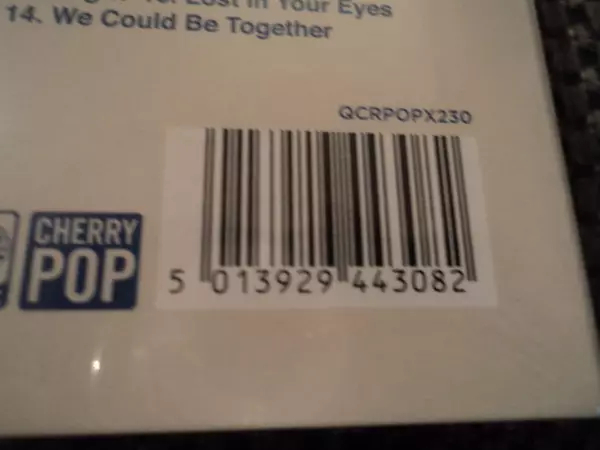 Lost in Your Eyes
14. We Could Be Together
QCRPOPX230
CHERRY
POP
5 013929 443082